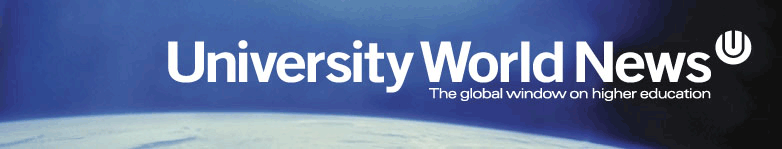 University World News
The global window on higher education
U